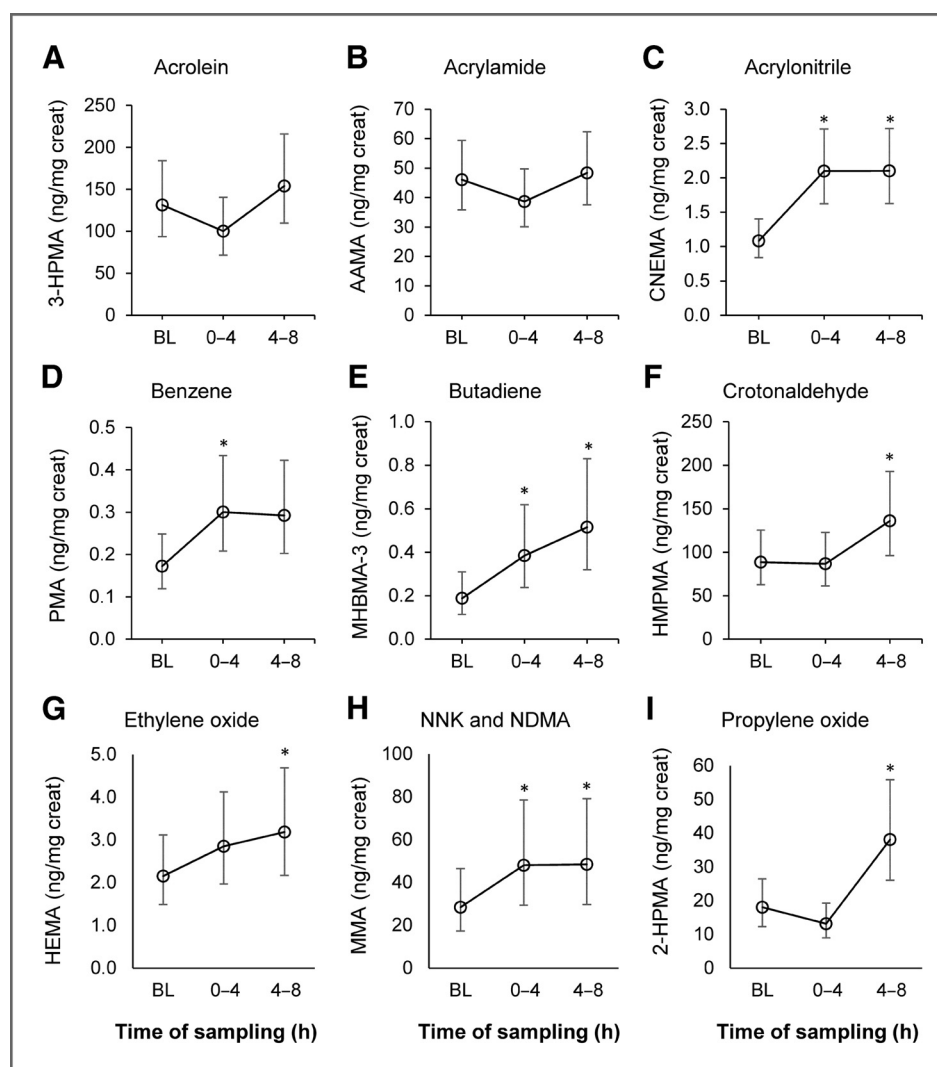 A
Acrolein
3-HPMA (ng/mg creat)
250
200
150
100
50
0
BL 0–4 4–8
B
Acrylamide
AAMA (ng/mg creat)
70
60
50
40
30
20
10
0
BL 0–4 4–8
C
Acrylonitrile
CNEMA (ng/mg creat)
3.0
2.5
2.0
1.5
1.0
0.5
0.0
* *
BL 0–4 4–8
D
Benzene
PMA (ng/mg creat)
0.5
0.4
0.3
0.2
0.1
0.0
*
BL 0–4 4–8
E
Butadiene
MHBMA-3 (ng/mg creat)
1.0
0.8
0.6
0.4
0.2
0.0
* *
BL 0–4 4–8
F
Crotonaldehyde
HMPMA (ng/mg creat)
250
200
150
100
50
0
*
BL 0–4 4–8
G
Ethylene oxide
HEMA (ng/mg creat)
5.0
4.0
3.0
2.0
1.0
0.0
*
BL 0–4 4–8
Time of sampling (h)
H
NNK and NDMA
MMA (ng/mg creat)
100
80
60
40
20
0
* *
BL 0–4 4–8
Time of sampling (h)
I
Propylene oxide
2-HPMA (ng/mg creat)
60
50
40
30
20
10
0
*
BL 0–4 4–8
Time of sampling (h)